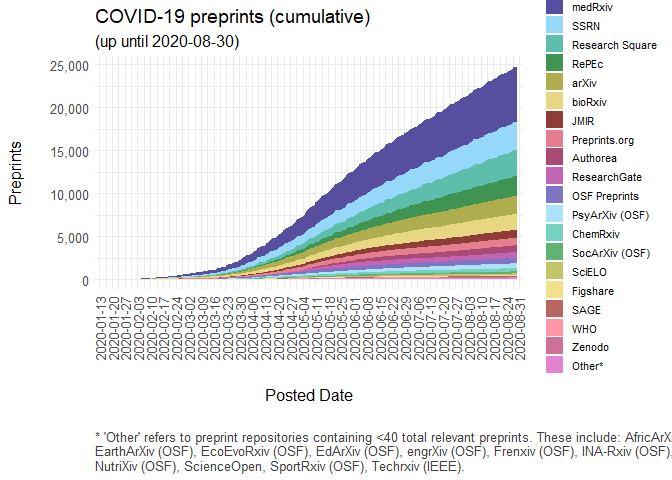 COVID-19 preprints (cumulative)
(up until 2020-08-30)
medRxiv
SSRN
Research Square
RePEc
arXiv
bioRxiv
JMIR
Preprints.org
Authorea
ResearchGate
OSF Preprints
PsyArXiv (OSF)
ChemRxiv
SocArXiv (OSF)
SciELO
Figshare
SAGE
WHO
Zenodo
Other*
Preprints
25,000
20,000
15,000
10,000
5,000
0
2020-01-13
2020-01-20
2020-01-27
2020-02-03
2020-02-10
2020-02-17
2020-02-24
2020-03-02
2020-03-09
2020-03-16
2020-03-23
2020-03-30
2020-04-06
2020-04-13
2020-04-20
2020-04-27
2020-05-04
2020-05-11
2020-05-18
2020-05-25
2020-06-01
2020-06-08
2020-06-15
2020-06-22
2020-06-29
2020-07-06
2020-07-13
2020-07-20
2020-07-27
2020-08-03
2020-08-10
2020-08-17
2020-08-24
2020-08-31
Posted Date
* 'Other' refers to preprint repositories containing <40 total relevant preprints. These include: AfricArXi
EarthArXiv (OSF), EcoEvoRxiv (OSF), EdArXiv (OSF), engrXiv (OSF), Frenxiv (OSF), INA-Rxiv (OSF),
NutriXiv (OSF), ScienceOpen, SportRxiv (OSF), Techrxiv (IEEE).